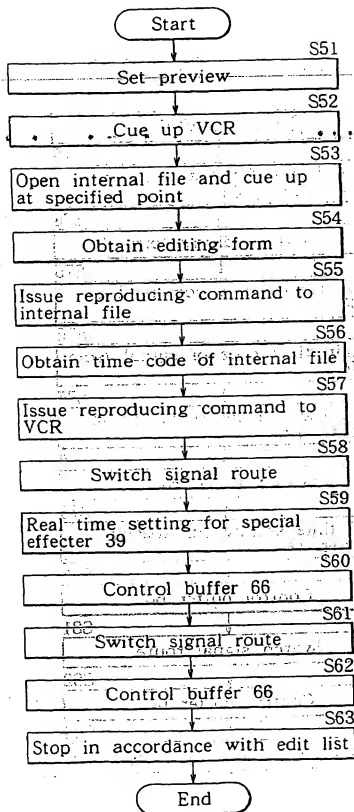 Start
S51
Set preview
S52
Cue up VCR
S53
Open internal file and cue up
at specified point
S54
Obtain editing form
S55
Issue reproducing command to
internal file
S56
Obtain time code of internal file
S57
Issue reproducing command to
VCR
S58
Switch signal route
S59
Real time setting for special
effecter 39
S60
Control buffer 66
S61
Switch signal route
S62
Control buffer 66
S63
Stop in accordance with edit list
End